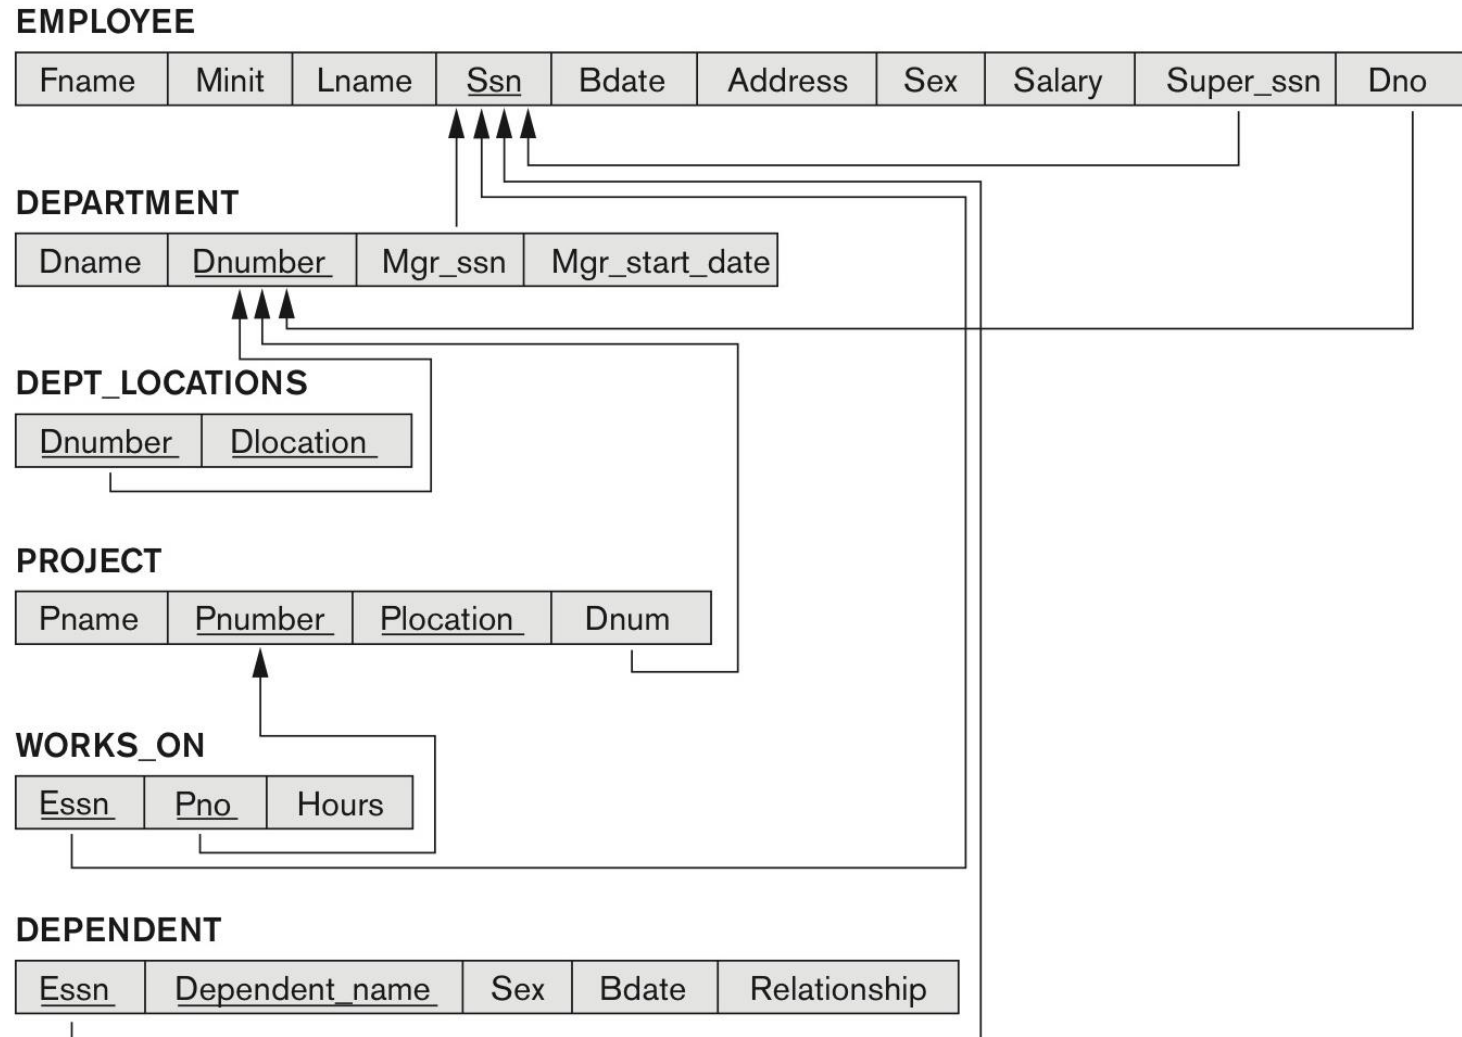 EMPLOYEE
Fname Minit Lname Ssn Bdate Address Sex Salary Super_ssn Dno
DEPARTMENT
Dname Dnumber Mgr_ssn Mgr_start_date
DEPT_LOCATIONS
Dnumber Dlocation
PROJECT
Pname Pnumber Plocation Dnum
WORKS_ON
Essn Pno Hours
DEPENDENT
Essn Dependent_name Sex Bdate Relationship